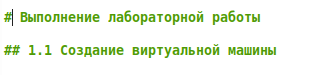 # Выполнение лабораторной работы
## 1.1 Создание виртуальной машины